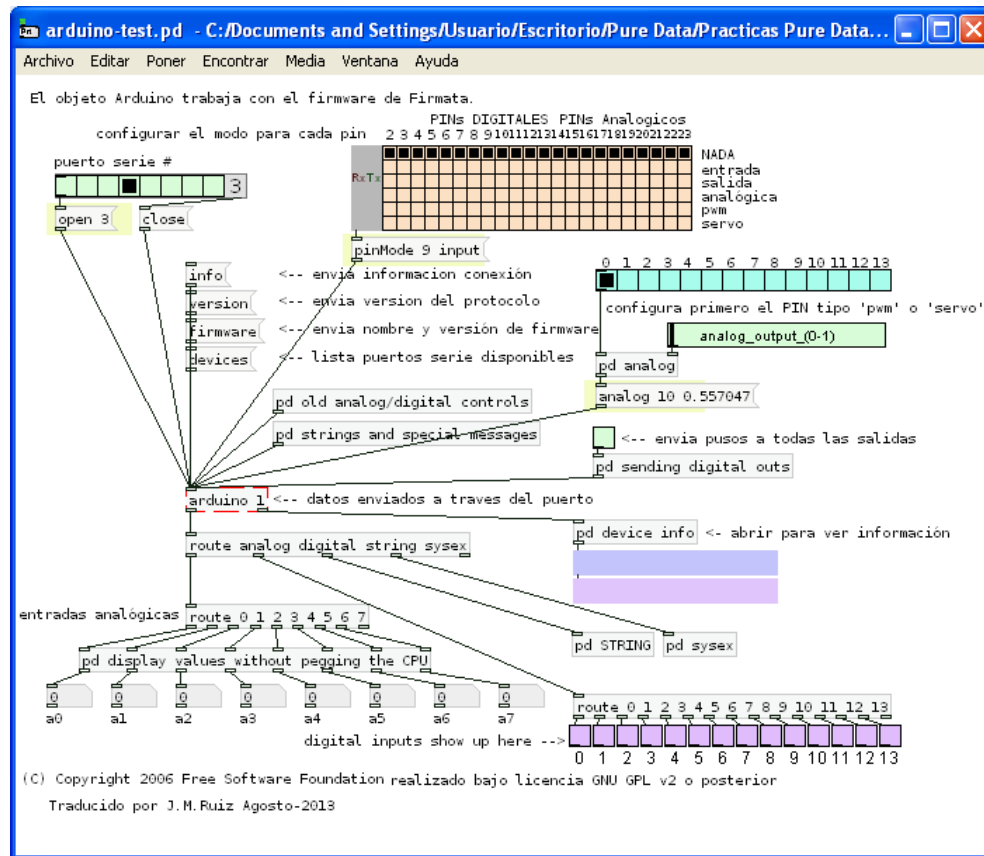 arduino-test.pd - C:/Documents and Settings/Usuario/Escritorio/Pure Data/Practicas Pure Data...
Archivo Editar Poner Encontrar Media Ventana Ayuda
El objeto Arduino trabaja con el firmware de Firmata.
PINs DIGITALES PINs Analogicos
configurar el modo para cada pin 2 3 4 5 6 7 8 9 10 11 12 13 14 15 16 17 18 19 20 21 22 23
puerto serie #
NADA
entrada
salida
analógica
pwm
servo
RxTx
3
open 3
close
pinMode 9 input
info
<-- envia informacion conexión
version
<-- envia version del protocolo
firmware
<-- envia nombre y versión de firmware
devices
<-- lista puertos serie disponibles
0 1 2 3 4 5 6 7 8 9 10 11 12 13
configura primero el PIN tipo 'pwm' o 'servo'
analog_output_(0-1)
pd analog
analog 10 0.557047
pd old analog/digital controls
pd strings and special messages
<-- envia pusos a todas las salidas
pd sending digital outs
arduino 1
<-- datos enviados a traves del puerto
pd device info
<- abrir para ver información
route analog digital string sysex
entradas analógicas
route 0 1 2 3 4 5 6 7
pd STRING
pd sysex
pd display values without pegging the CPU
0 0 0 0 0 0 0 0
a0 a1 a2 a3 a4 a5 a6 a7
route 0 1 2 3 4 5 6 7 8 9 10 11 12 13
digital inputs show up here -->
0 1 2 3 4 5 6 7 8 9 10 11 12 13
(C) Copyright 2006 Free Software Foundation realizado bajo licencia GNU GPL v2 o posterior
Traducido por J.M.Ruiz Agosto-2013